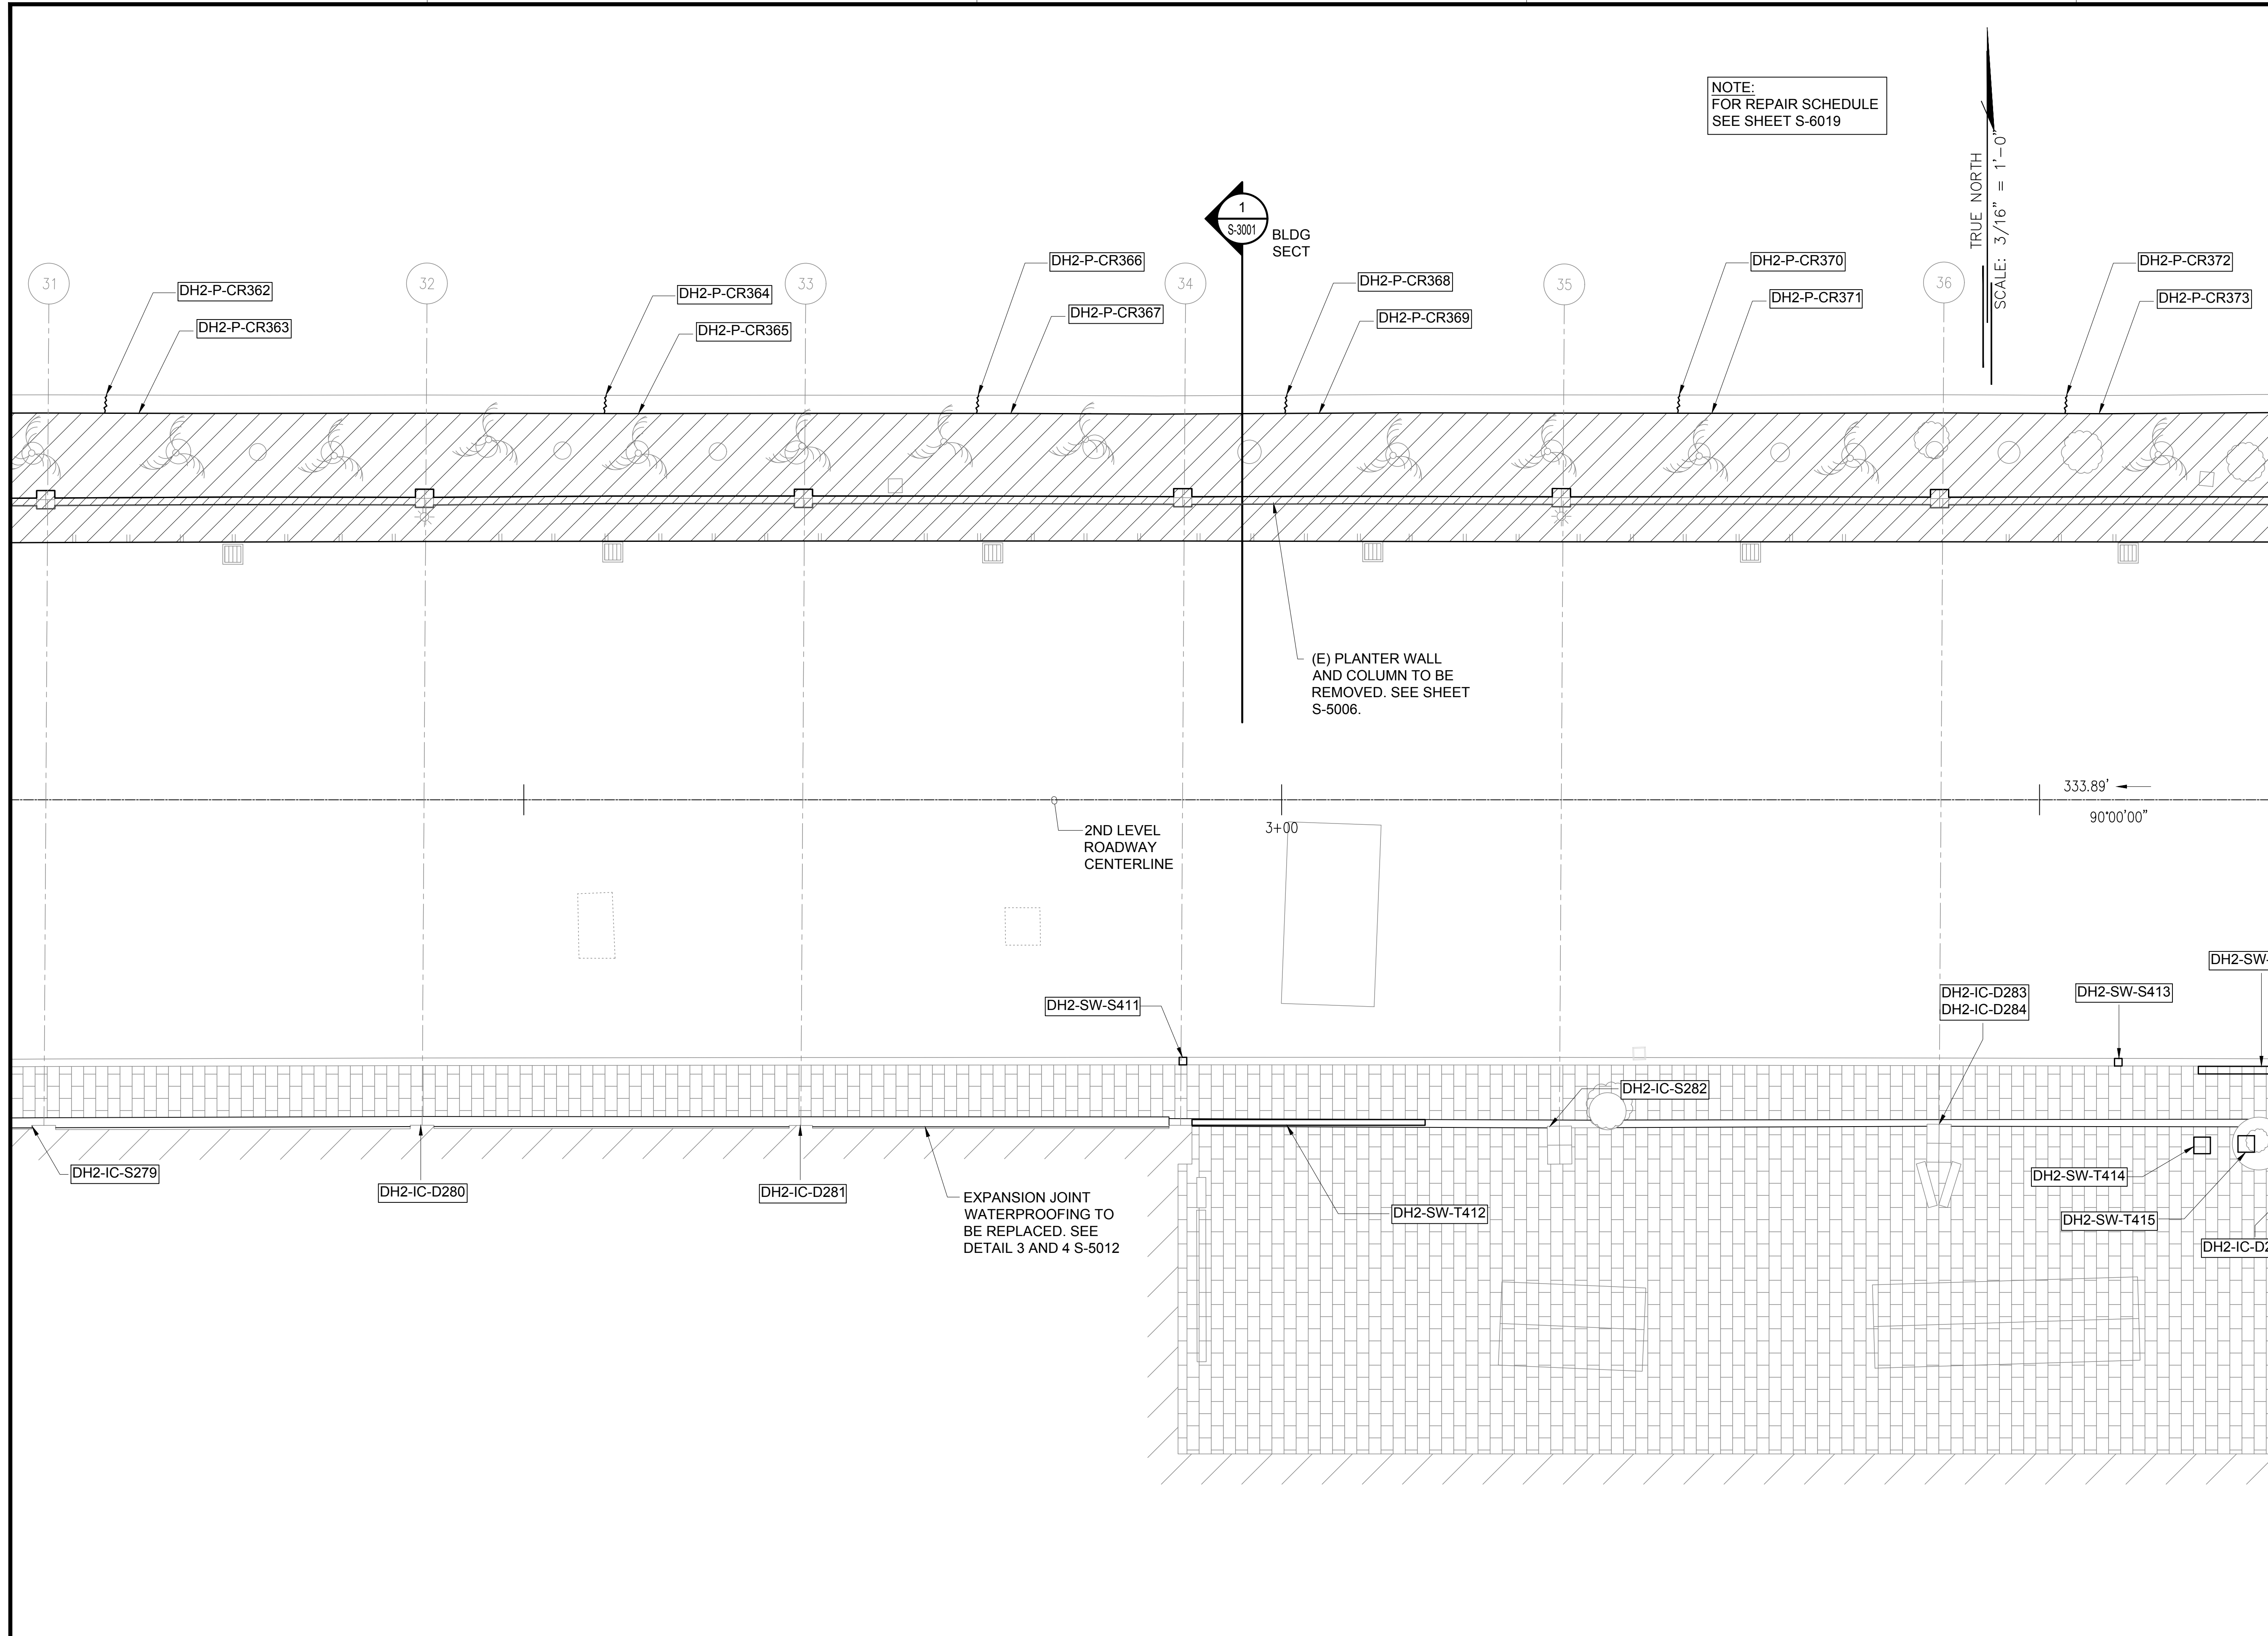 NOTE:
FOR REPAIR SCHEDULE
SEE SHEET S-6019
TRUE NORTH
SCALE: 3/16" = 1'-0"
1
S-3001
BLDG
SECT
31
32
33
34
35
36
DH2-P-CR362
DH2-P-CR363
DH2-P-CR364
DH2-P-CR365
DH2-P-CR366
DH2-P-CR367
DH2-P-CR368
DH2-P-CR369
DH2-P-CR370
DH2-P-CR371
DH2-P-CR372
DH2-P-CR373
(E) PLANTER WALL
AND COLUMN TO BE
REMOVED. SEE SHEET
S-5006.
333.89'
90°00'00"
3+00
2ND LEVEL
ROADWAY
CENTERLINE
DH2-SW-S411
DH2-IC-D283
DH2-IC-D284
DH2-SW-S413
DH2-SW-
DH2-IC-S282
DH2-IC-S279
DH2-IC-D280
DH2-IC-D281
EXPANSION JOINT
WATERPROOFING TO
BE REPLACED. SEE
DETAIL 3 AND 4 S-5012
DH2-SW-T412
DH2-SW-T414
DH2-SW-T415